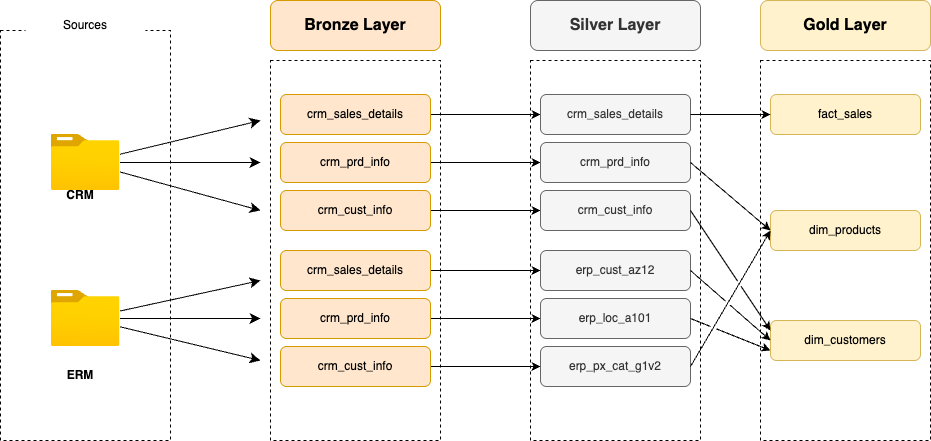 Sources
Bronze Layer
Silver Layer
Gold Layer
CRM
crm_sales_details
crm_prd_info
crm_cust_info
ERM
crm_sales_details
crm_prd_info
crm_cust_info
crm_sales_details
crm_prd_info
crm_cust_info
erp_cust_az12
erp_loc_a101
erp_px_cat_g1v2
fact_sales
dim_products
dim_customers